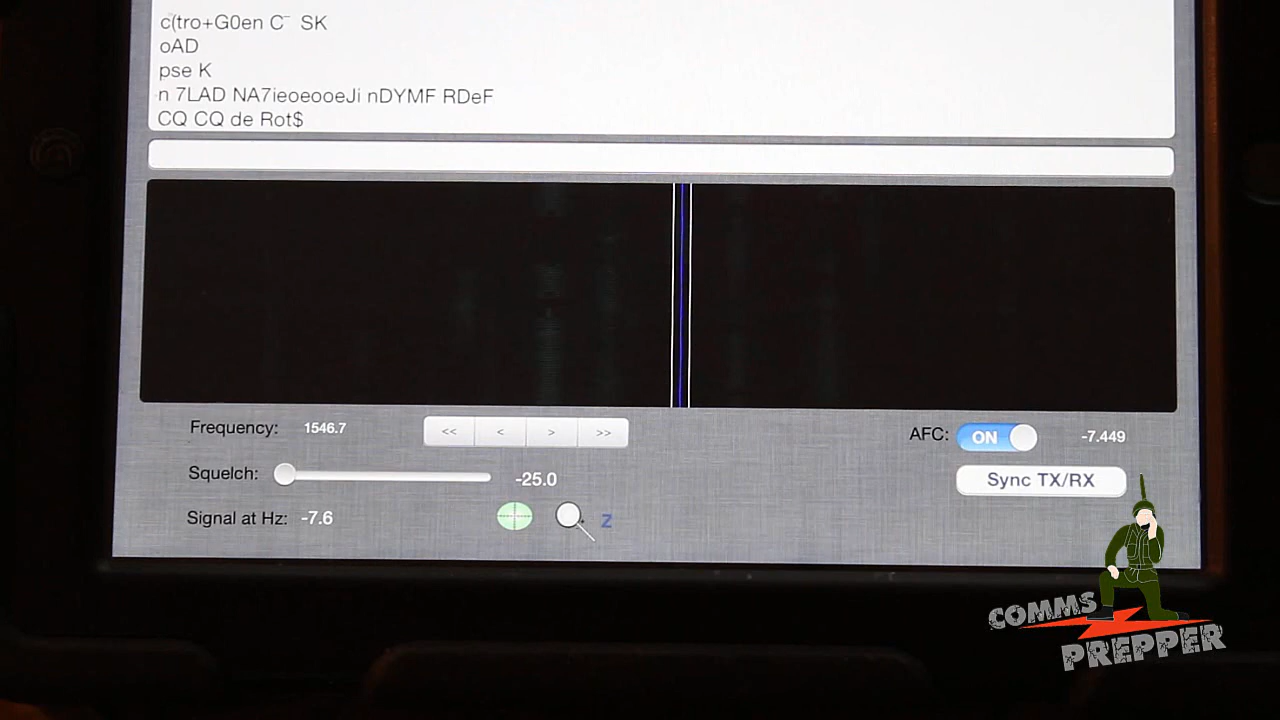 c(tro+G0en C¯ SK
oAD
pse K
n 7LAD NA7ieoeooeJi nDYMF RDeF
CQ CQ de Rot$
Frequency: 1546.7 << < > >> AFC: ON -7.449
Squelch: -25.0 Sync TX/RX
Signal at Hz: -7.6 Z
COMMS
PREPPER